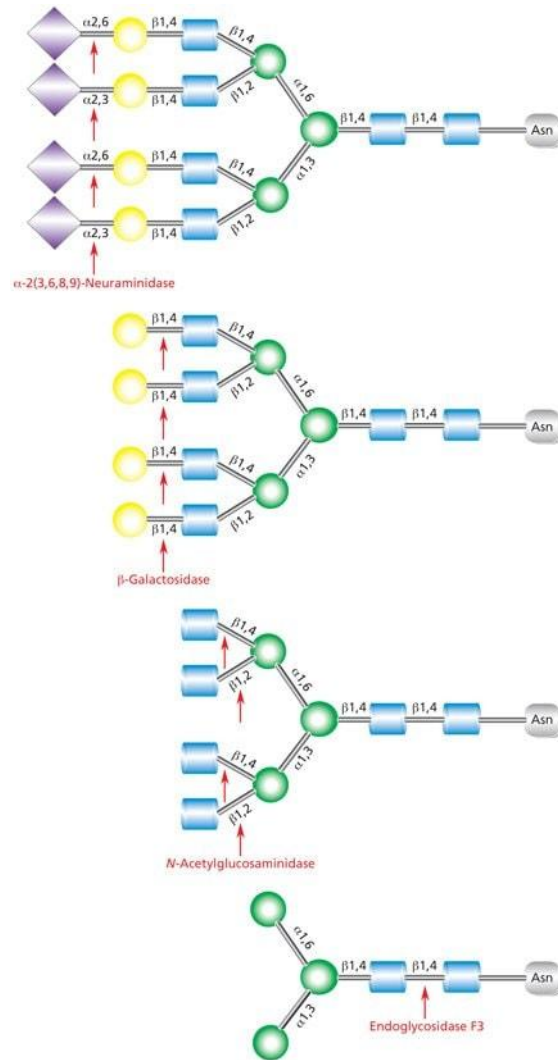 α2,6 β1,4 β1,4
α2,3 β1,4 β1,2 α1,6
β1,4 β1,4 Asn
α2,6 β1,4 β1,4 α1,3
α2,3 β1,4 β1,2
α-2(3,6,8,9)-Neuraminidase
β1,4 β1,4
β1,4 β1,2 α1,6
β1,4 β1,4 Asn
β1,4 β1,4 α1,3
β1,4 β1,2
β-Galactosidase
β1,4
β1,2 α1,6
β1,4 β1,4 Asn
β1,4 α1,3
β1,2
N-Acetylglucosaminidase
α1,6
β1,4 β1,4 Asn
α1,3
Endoglycosidase F3